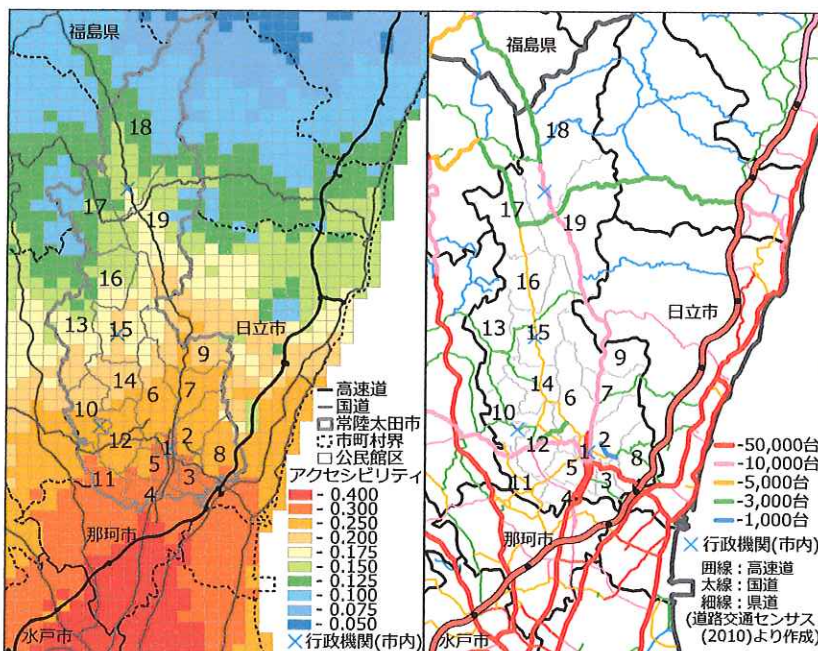 福島県
18
17
19
16
13
15
日立市
9
14
6
7
10
12
1
2
5
8
11
3
4
那珂市
水戸市
高速道
国道
常陸太田市
市町村界
公民館区
アクセシビリティ
- 0.400
- 0.300
- 0.250
- 0.200
- 0.175
- 0.150
- 0.125
- 0.100
- 0.075
- 0.050
行政機関(市内)
福島県
18
17
19
16
日立市
13
15
9
14
6
7
10
12
1
2
5
8
11
3
4
那珂市
水戸市
-50,000台
-10,000台
-5,000台
-3,000台
-1,000台
行政機関(市内)
囲線：高速道
太線：国道
細線：県道
(道路交通センサス
(2010)より作成)